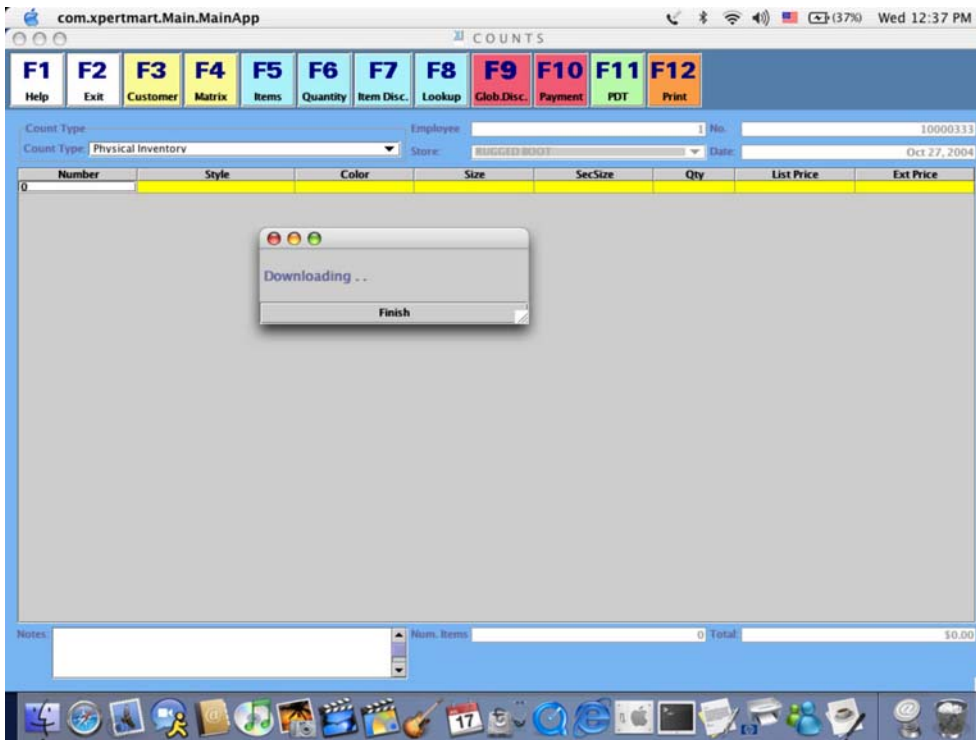 com.xpertmart.Main.MainApp (37%) Wed 12:37 PM
COUNTS
F1 F2 F3 F4 F5 F6 F7 F8 F9 F10 F11 F12
Help Exit Customer Matrix Items Quantity Item Disc. Lookup Glob.Disc. Payment PDT Print
Count Type Employee 1 No. 10000333
Count Type: Physical Inventory Store: RUGGED ROOT Date: Oct 27, 2004
Number Style Color Size SecSize Qty List Price Ext Price
0
Downloading . .
Finish
Notes: Num. Items 0 Total: $0.00
17